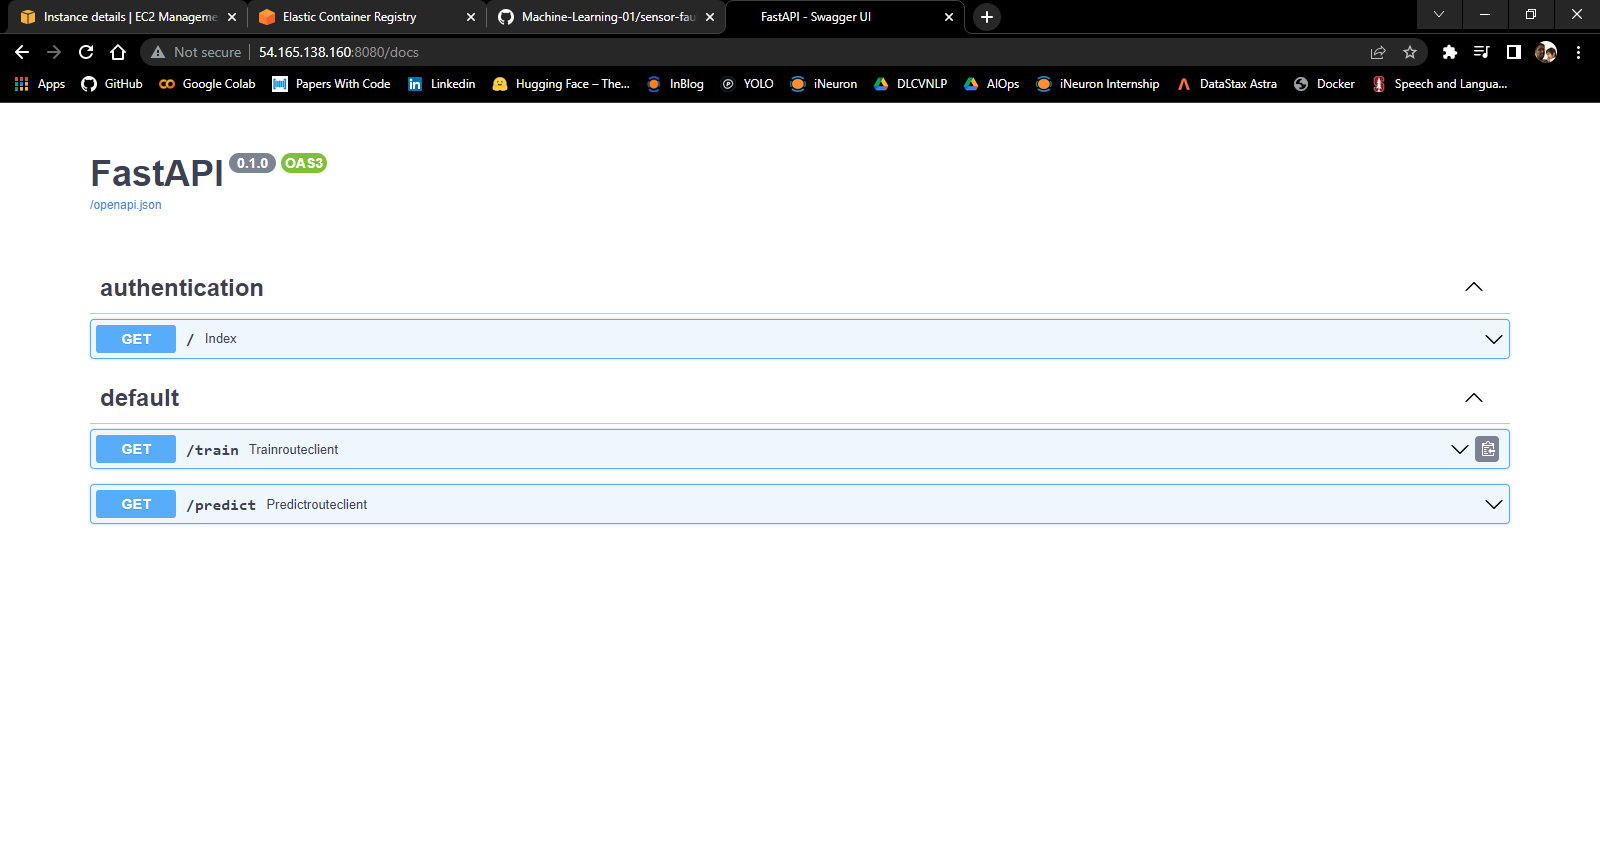 Instance details | EC2 Manageme
Elastic Container Registry
Machine-Learning-01/sensor-fau
FastAPI - Swagger UI
Not secure 54.165.138.160:8080/docs
Apps GitHub Google Colab Papers With Code Linkedin Hugging Face – The... InBlog YOLO iNeuron DLCVNLP AIOps iNeuron Internship DataStax Astra Docker Speech and Langua...
FastAPI 0.1.0 OAS3
/openapi.json
authentication
GET / Index
default
GET /train Trainrouteclient
GET /predict Predictrouteclient